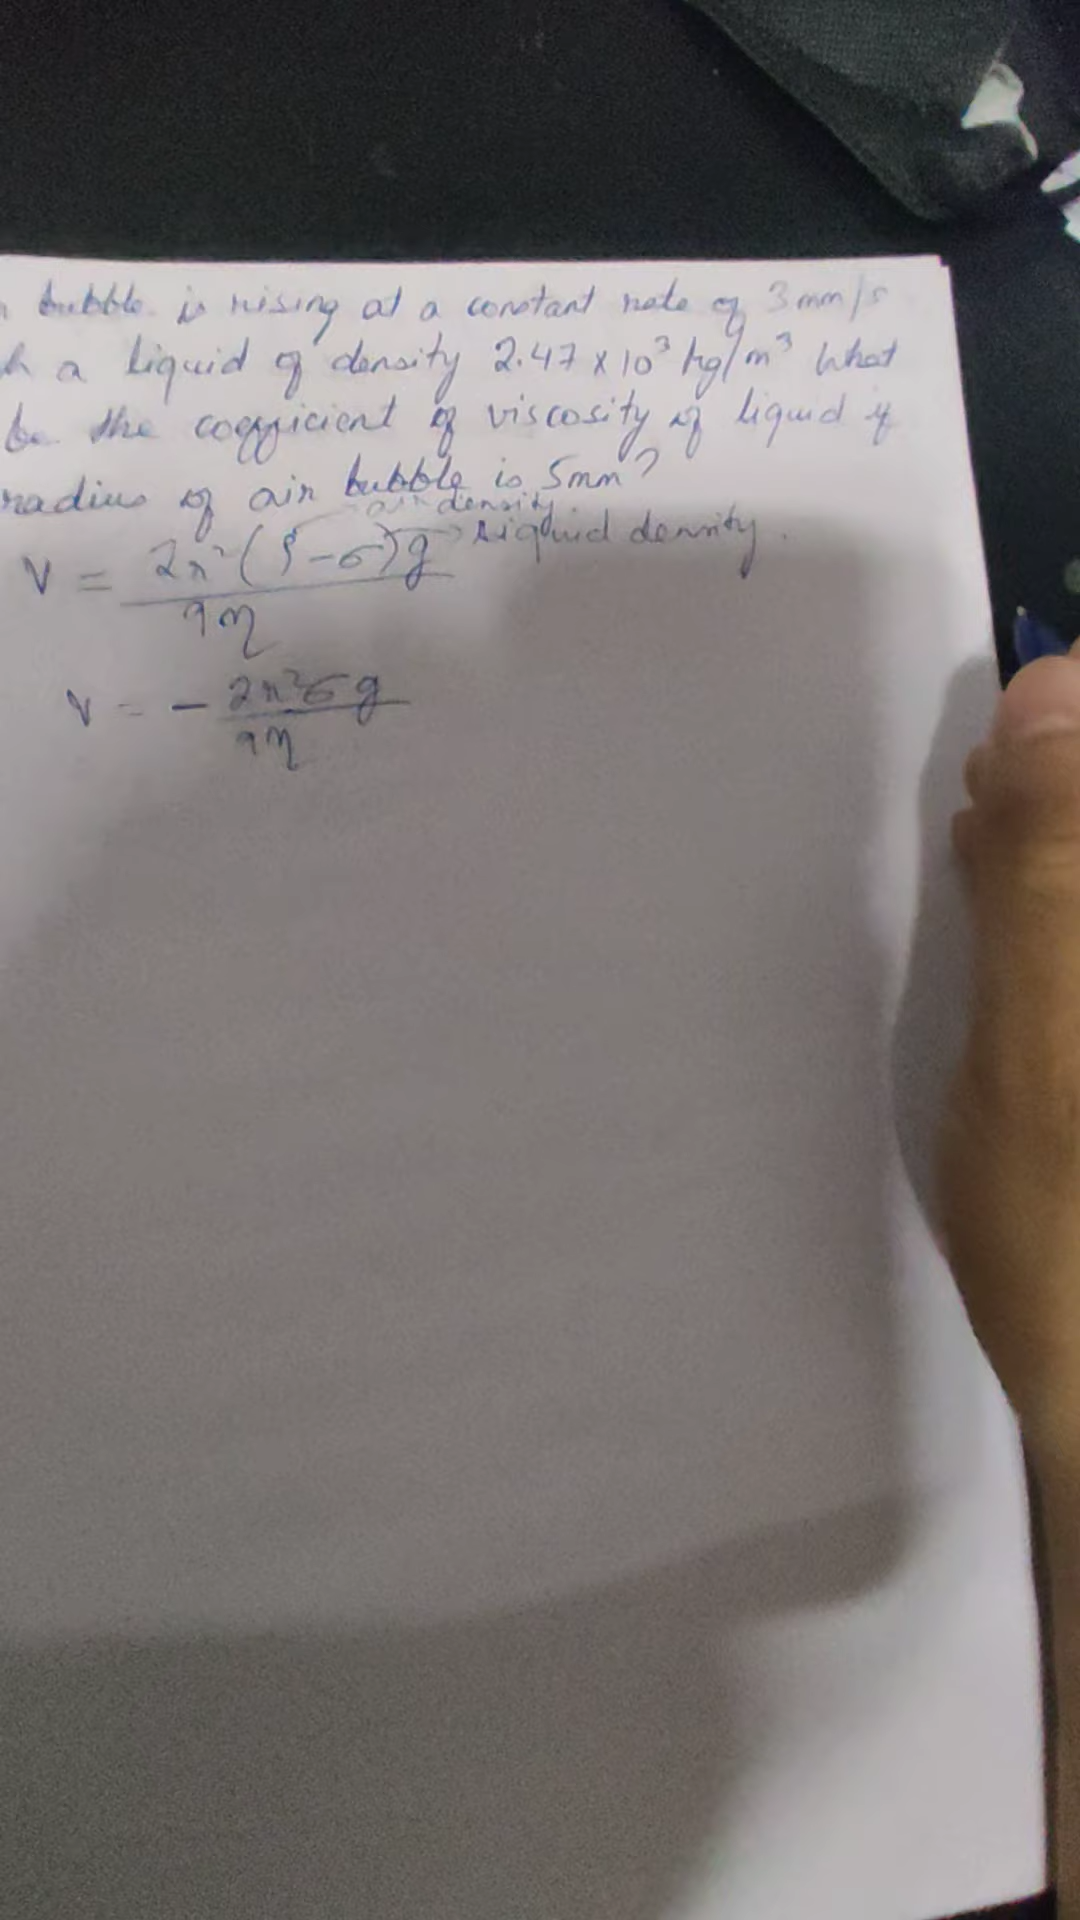 bubble is rising at a constant rate of 3mm/s
h a liquid of density 2.47 x 10³ kg/m³ What
be the coefficient of viscosity of liquid if
radius of air bubble is 5mm?
air density.
V = 2r²(ρ-σ)g / 9η Liquid density.
V = - 2r²σg / 9η